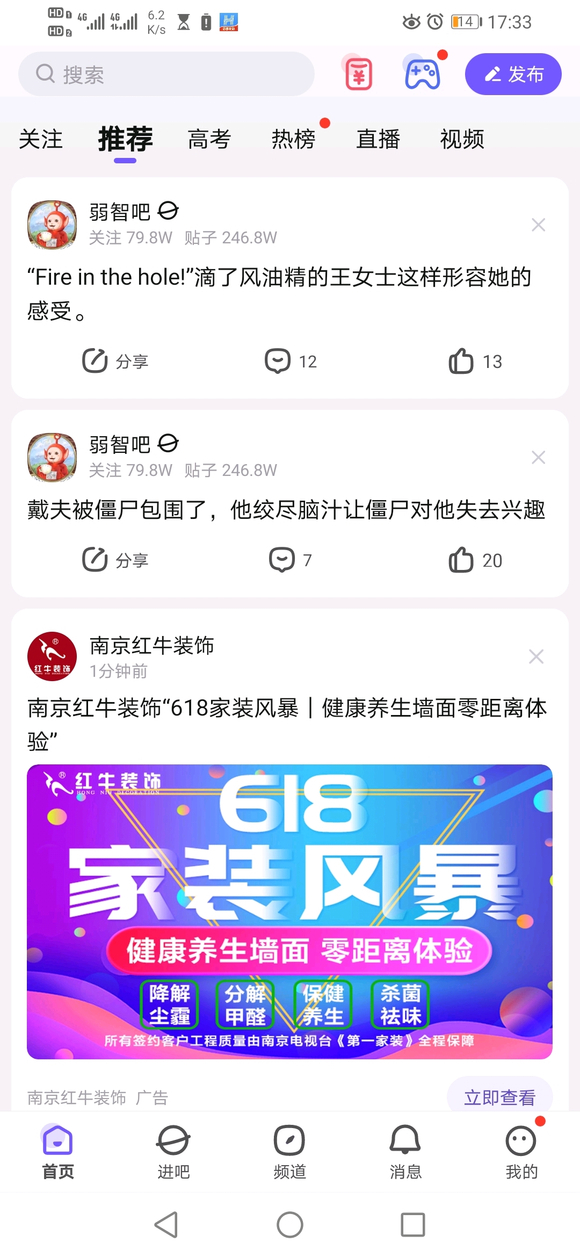 HD 1 4G 4G 6.2 K/s 14 17:33
HD 2
搜索 发布
关注 推荐 高考 热榜 直播 视频
弱智吧
关注 79.8W 贴子 246.8W
“Fire in the hole!”滴了风油精的王女士这样形容她的
感受。
分享 12 13
弱智吧
关注 79.8W 贴子 246.8W
戴夫被僵尸包围了，他绞尽脑汁让僵尸对他失去兴趣
分享 7 20
红牛装饰
南京红牛装饰
1分钟前
南京红牛装饰“618家装风暴｜健康养生墙面零距离体
验”
红牛装饰
618
家装风暴
健康养生墙面 零距离体验
降解 分解 保健 杀菌
尘霾 甲醛 养生 祛味
所有签约客户工程质量由南京电视台《第一家装》全程保障
南京红牛装饰 广告 立即查看
首页 进吧 频道 消息 我的